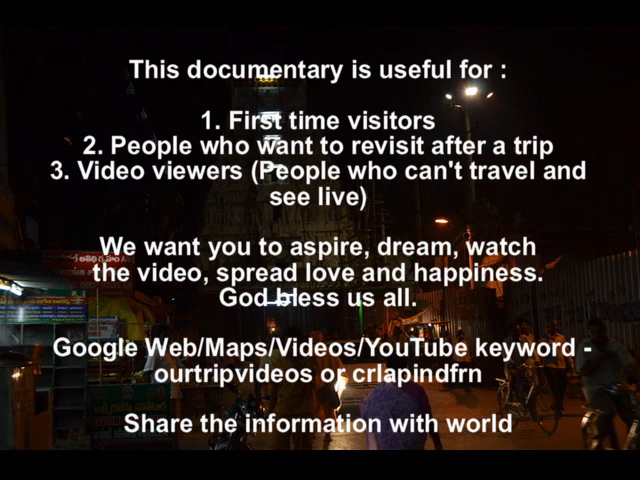 This documentary is useful for :
1. First time visitors
2. People who want to revisit after a trip
3. Video viewers (People who can't travel and
see live)
We want you to aspire, dream, watch
the video, spread love and happiness.
God bless us all.
Google Web/Maps/Videos/YouTube keyword -
ourtripvideos or crlapindfrn
Share the information with world